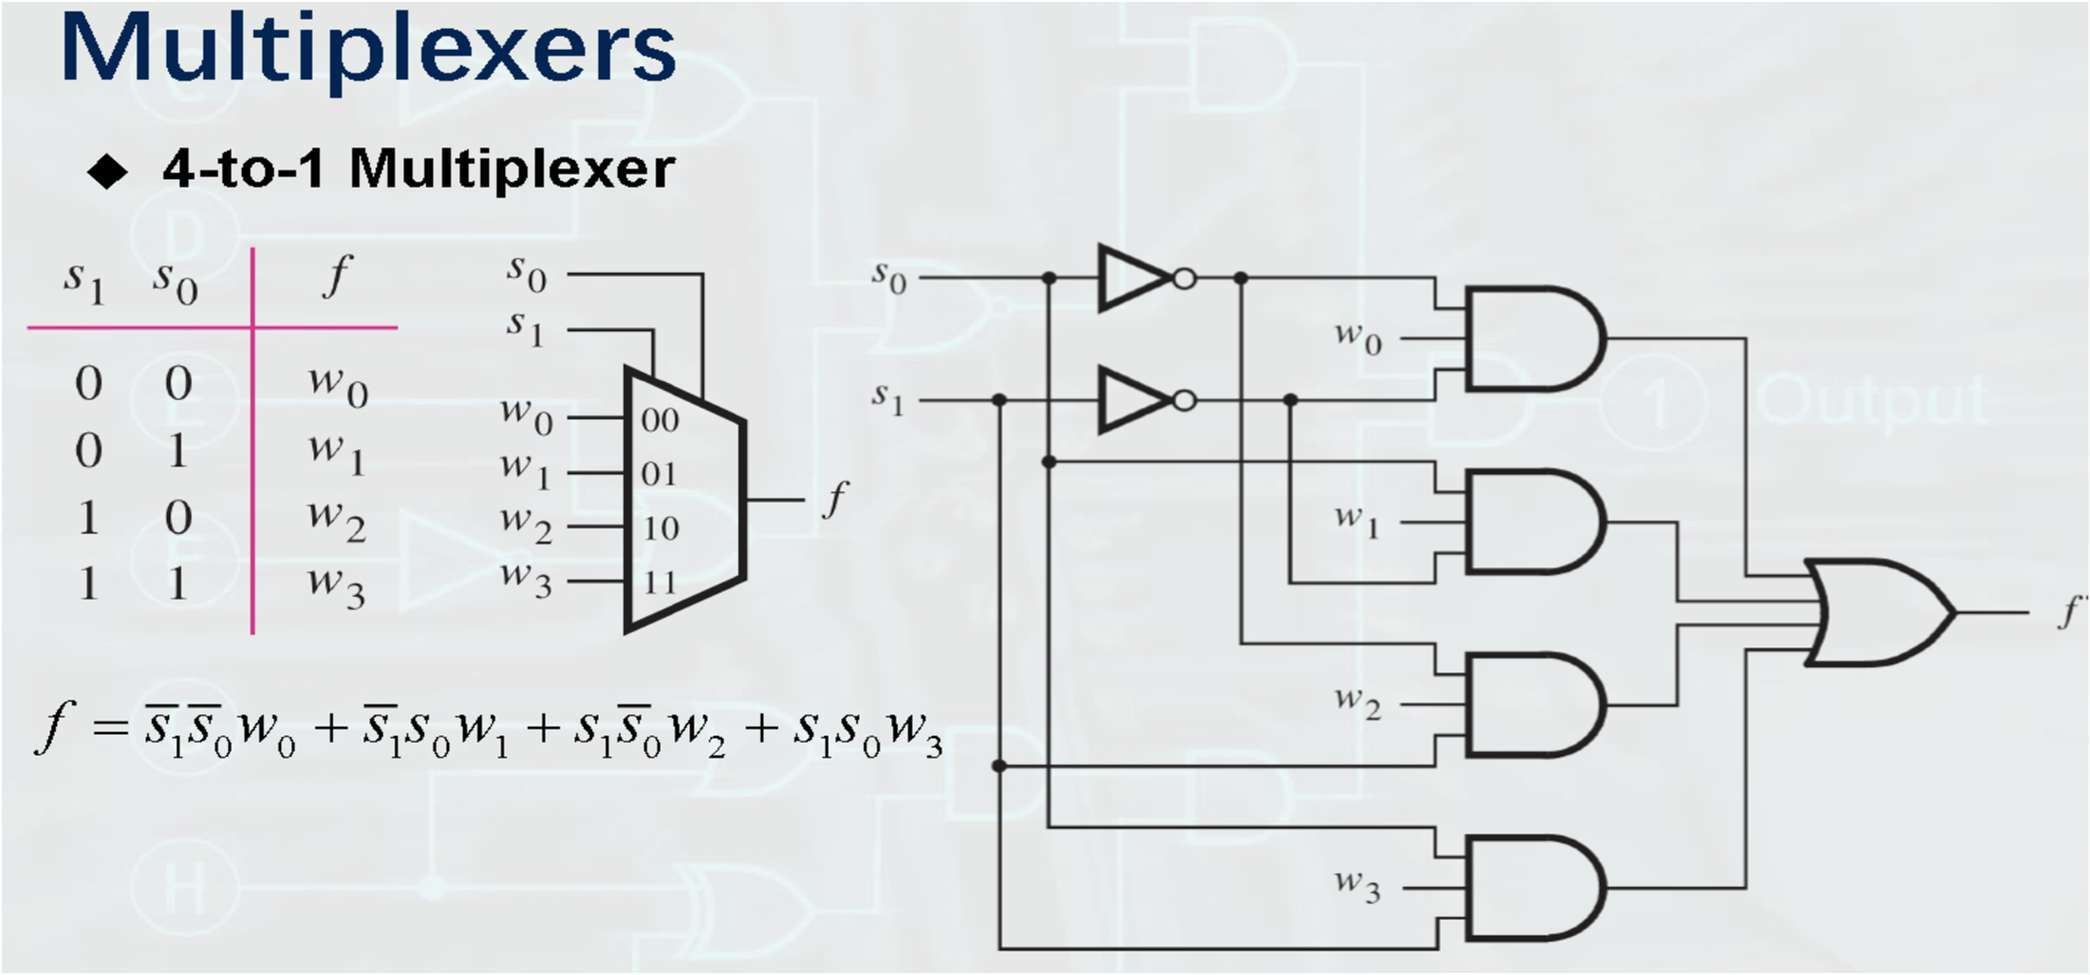 Multiplexers
◆ 4-to-1 Multiplexer
s1 s0 f
0 0 w0
0 1 w1
1 0 w2
1 1 w3
s0
s1
w0 00
w1 01
w2 10
w3 11
f
f = s̅1s̅0w0 + s̅1s0w1 + s1s̅0w2 + s1s0w3
s0
s1
w0
w1
w2
w3
f
D
E
F
H
1 Output